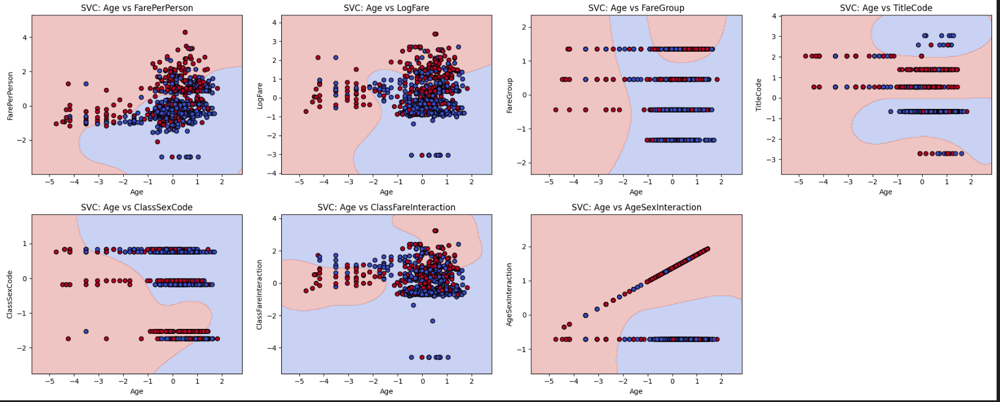 SVC: Age vs FarePerPerson
FarePerPerson
4
2
0
−2
−5 −4 −3 −2 −1 0 1 2
Age
SVC: Age vs LogFare
LogFare
4
3
2
1
0
−1
−2
−3
−4
−5 −4 −3 −2 −1 0 1 2
Age
SVC: Age vs FareGroup
FareGroup
2
1
0
−1
−2
−5 −4 −3 −2 −1 0 1 2
Age
SVC: Age vs TitleCode
TitleCode
4
3
2
1
0
−1
−2
−3
−5 −4 −3 −2 −1 0 1 2
Age
SVC: Age vs ClassSexCode
ClassSexCode
1
0
−1
−2
−5 −4 −3 −2 −1 0 1 2
Age
SVC: Age vs ClassFareInteraction
ClassFareInteraction
4
2
0
−2
−4
−5 −4 −3 −2 −1 0 1 2
Age
SVC: Age vs AgeSexInteraction
AgeSexInteraction
2
1
0
−1
−5 −4 −3 −2 −1 0 1 2
Age